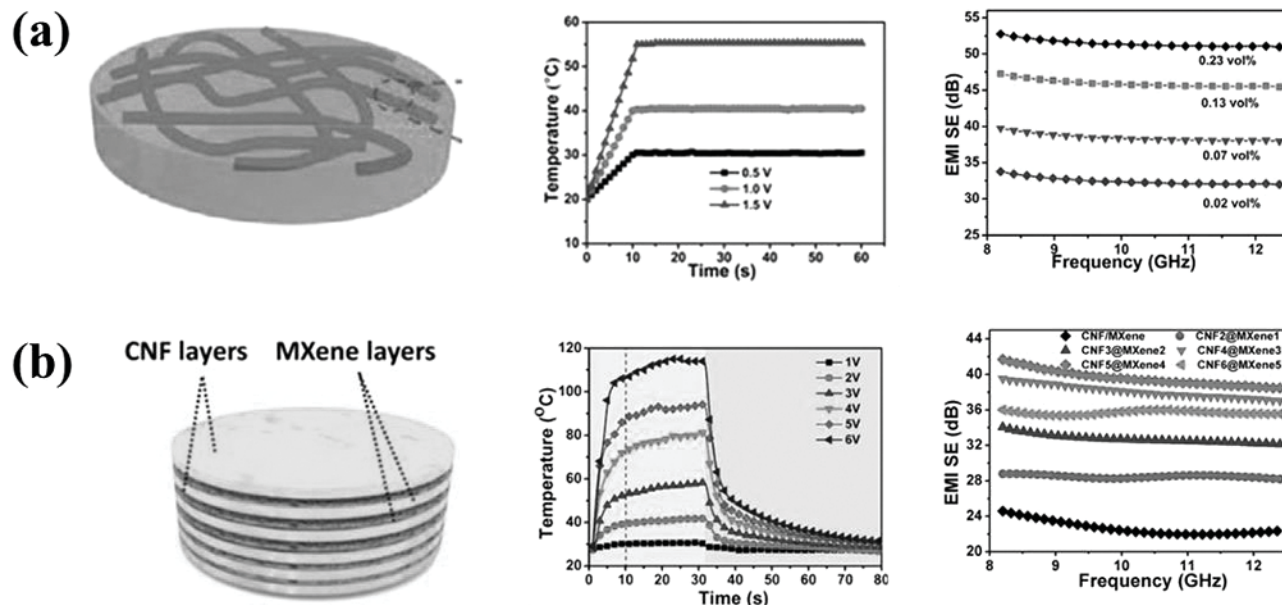 (a)
Temperature (°C)
60
50
40
30
20
10
0.5 V
1.0 V
1.5 V
0 10 20 30 40 50 60
Time (s)
EMI SE (dB)
55
50
45
40
35
30
25
0.23 vol%
0.13 vol%
0.07 vol%
0.02 vol%
8 9 10 11 12
Frequency (GHz)
(b)
CNF layers MXene layers
Temperature (°C)
120
100
80
60
40
20
1V
2V
3V
4V
5V
6V
0 10 20 30 40 50 60 70 80
Time (s)
EMI SE (dB)
44
40
36
32
28
24
20
CNF/MXene CNF2@MXene1
CNF3@MXene2 CNF4@MXene3
CNF5@MXene4 CNF6@MXene5
8 9 10 11 12
Frequency (GHz)